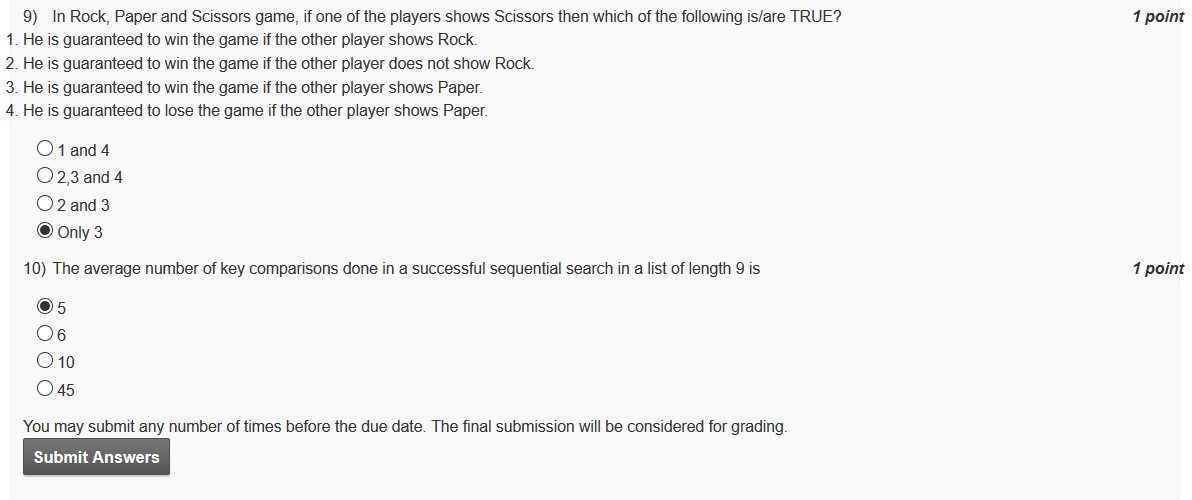 9) In Rock, Paper and Scissors game, if one of the players shows Scissors then which of the following is/are TRUE? 1 point
1. He is guaranteed to win the game if the other player shows Rock.
2. He is guaranteed to win the game if the other player does not show Rock.
3. He is guaranteed to win the game if the other player shows Paper.
4. He is guaranteed to lose the game if the other player shows Paper.
1 and 4
2,3 and 4
2 and 3
Only 3
10) The average number of key comparisons done in a successful sequential search in a list of length 9 is 1 point
5
6
10
45
You may submit any number of times before the due date. The final submission will be considered for grading.
Submit Answers